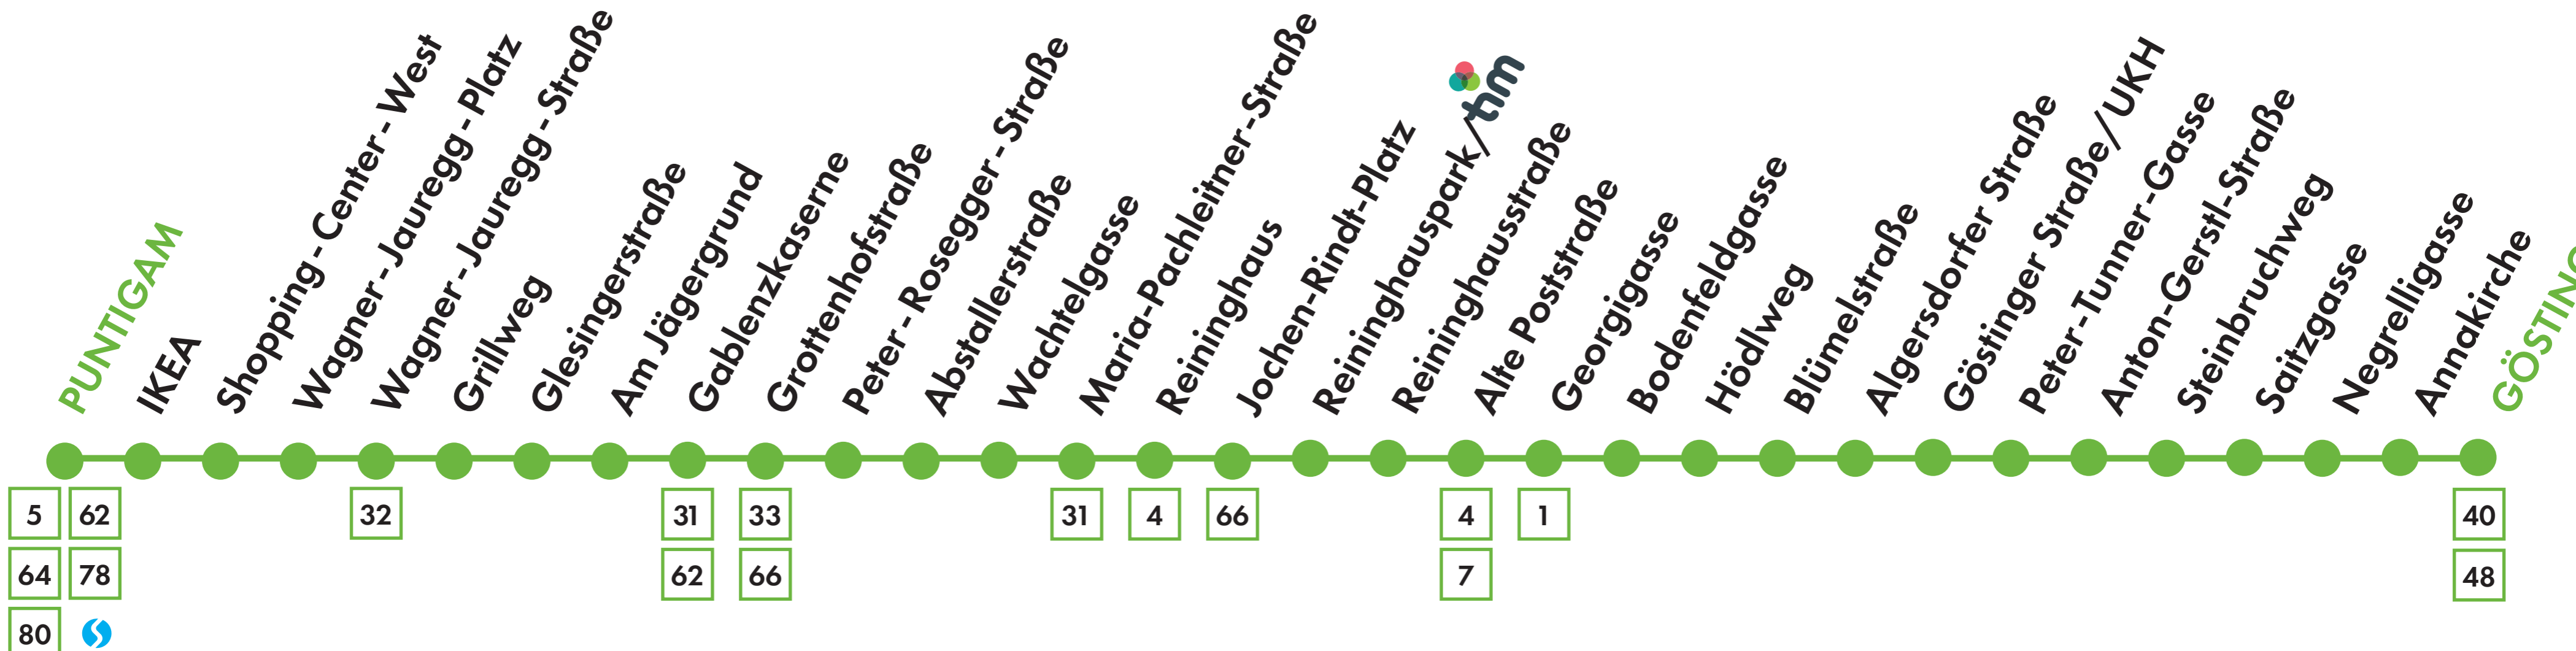 PUNTIGAM
IKEA
Shopping-Center-West
Wagner-Jauregg-Platz
Wagner-Jauregg-Straße
Grillweg
Glesingerstraße
Am Jägergrund
Gablenzkaserne
Grottenhofstraße
Peter-Rosegger-Straße
Abstallerstraße
Wachtelgasse
Maria-Pachleitner-Straße
Reininghaus
Jochen-Rindt-Platz
Reininghauspark/tim
Reininghausstraße
Alte Poststraße
Georgigasse
Bodenfeldgasse
Hödlweg
Blümelstraße
Algersdorfer Straße
Göstinger Straße/UKH
Peter-Tunner-Gasse
Anton-Gerstl-Straße
Steinbruchweg
Saitzgasse
Negrelligasse
Annakirche
GÖSTING
5 62 32 31 33 31 4 66 4 1 40
64 78 62 66 7 48
80 S